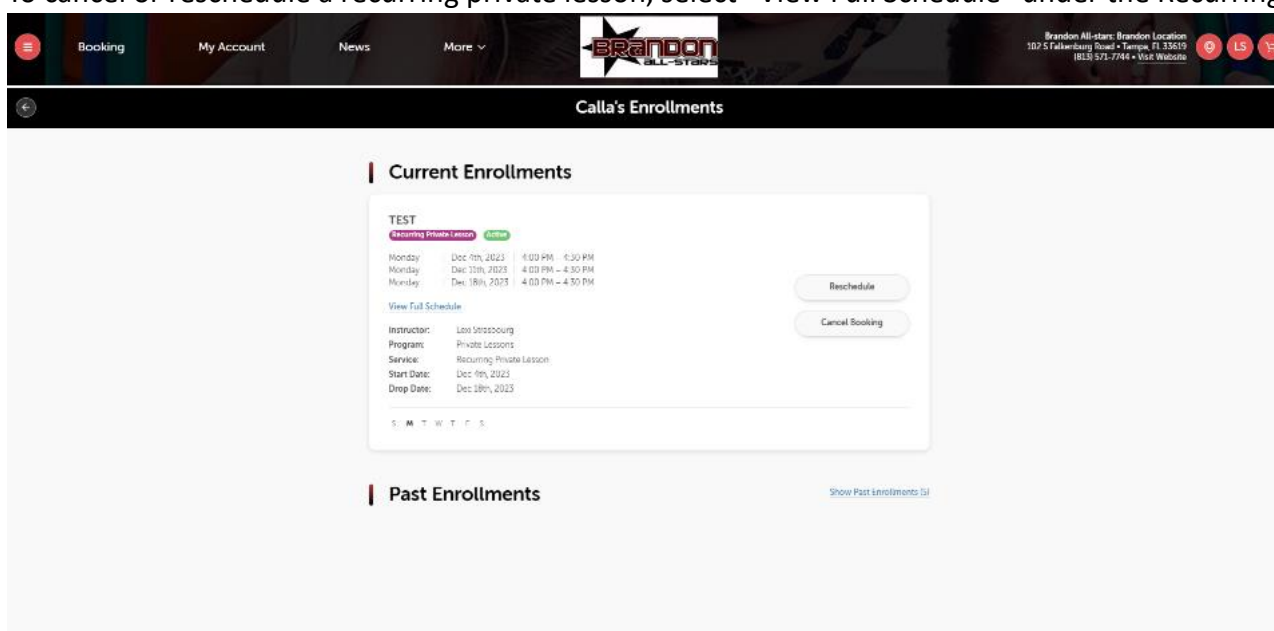 To cancel or reschedule a recurring private lesson, select "View Full Schedule" under the Recurring
Booking My Account News More
BRANDON
ALL-STARS
Brandon All-stars: Brandon Location
102 S Falkenburg Road • Tampa, FL 33619
(813) 571-7744 • Visit Website
LS
Calla's Enrollments
Current Enrollments
TEST
Recurring Private Lesson Active
Monday Dec 4th, 2023 4:00 PM – 4:30 PM
Monday Dec 11th, 2023 4:00 PM – 4:30 PM
Monday Dec 18th, 2023 4:00 PM – 4:30 PM
View Full Schedule
Reschedule
Cancel Booking
Instructor: Lexi Strasbourg
Program: Private Lessons
Service: Recurring Private Lesson
Start Date: Dec 4th, 2023
Drop Date: Dec 18th, 2023
S M T W T F S
Past Enrollments
Show Past Enrollments (5)